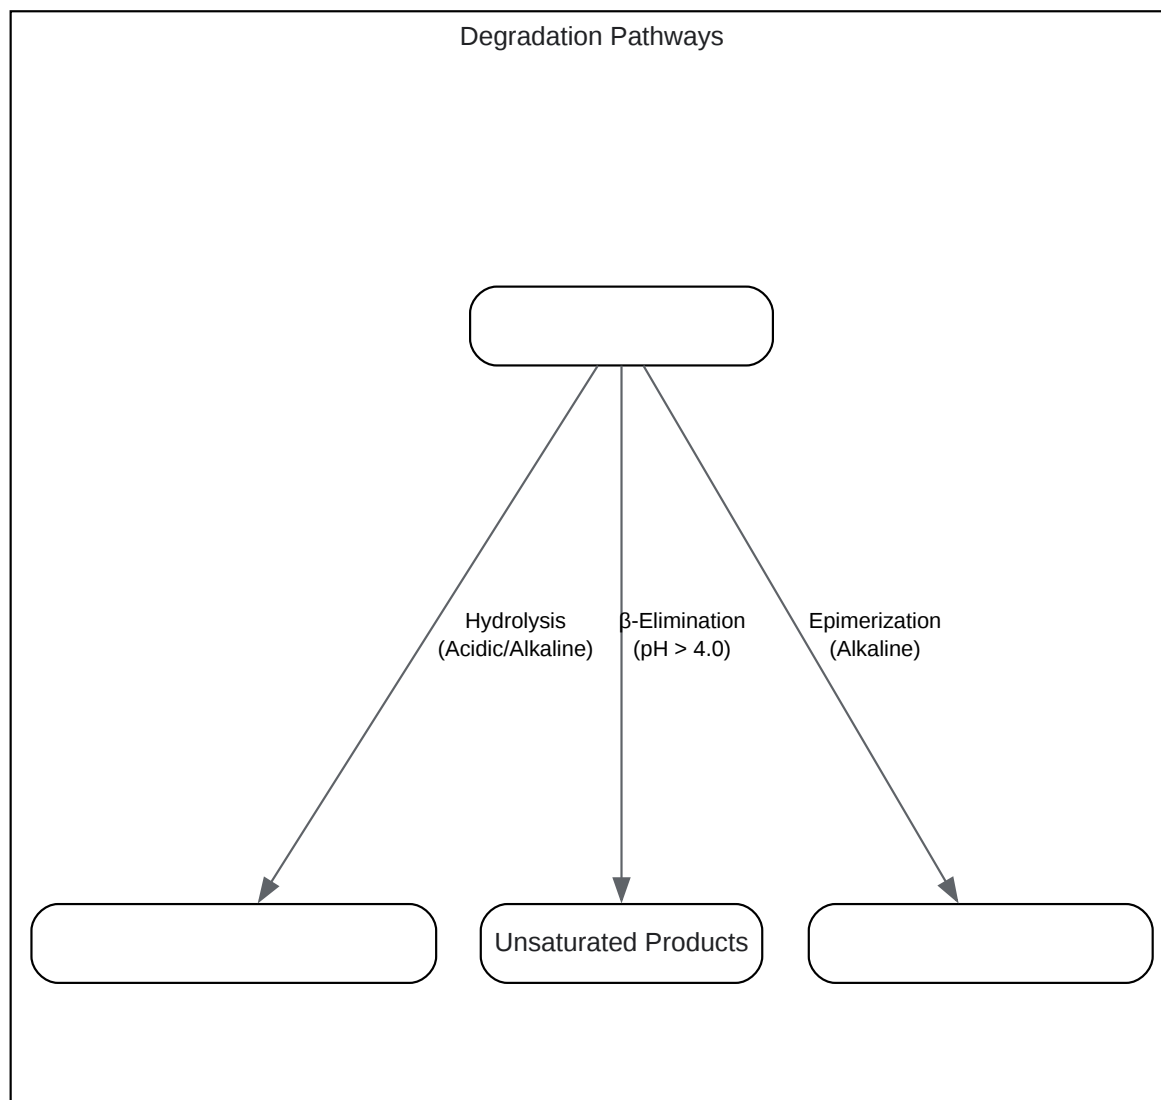 Degradation Pathways
Hydrolysis
(Acidic/Alkaline)
β-Elimination
(pH > 4.0)
Epimerization
(Alkaline)
Unsaturated Products